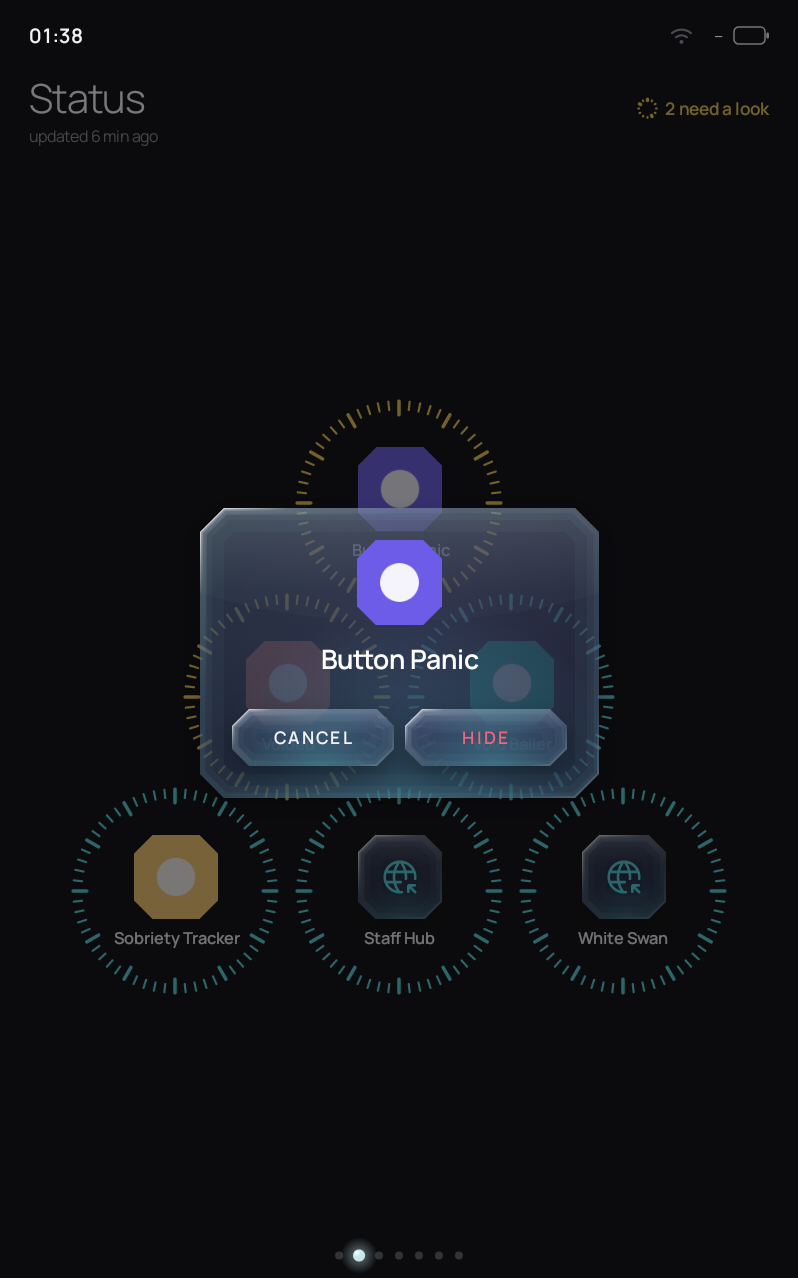 01:38
–
Status
2 need a look
updated 6 min ago
Button Panic
CANCEL
HIDE
Sobriety Tracker
Staff Hub
White Swan